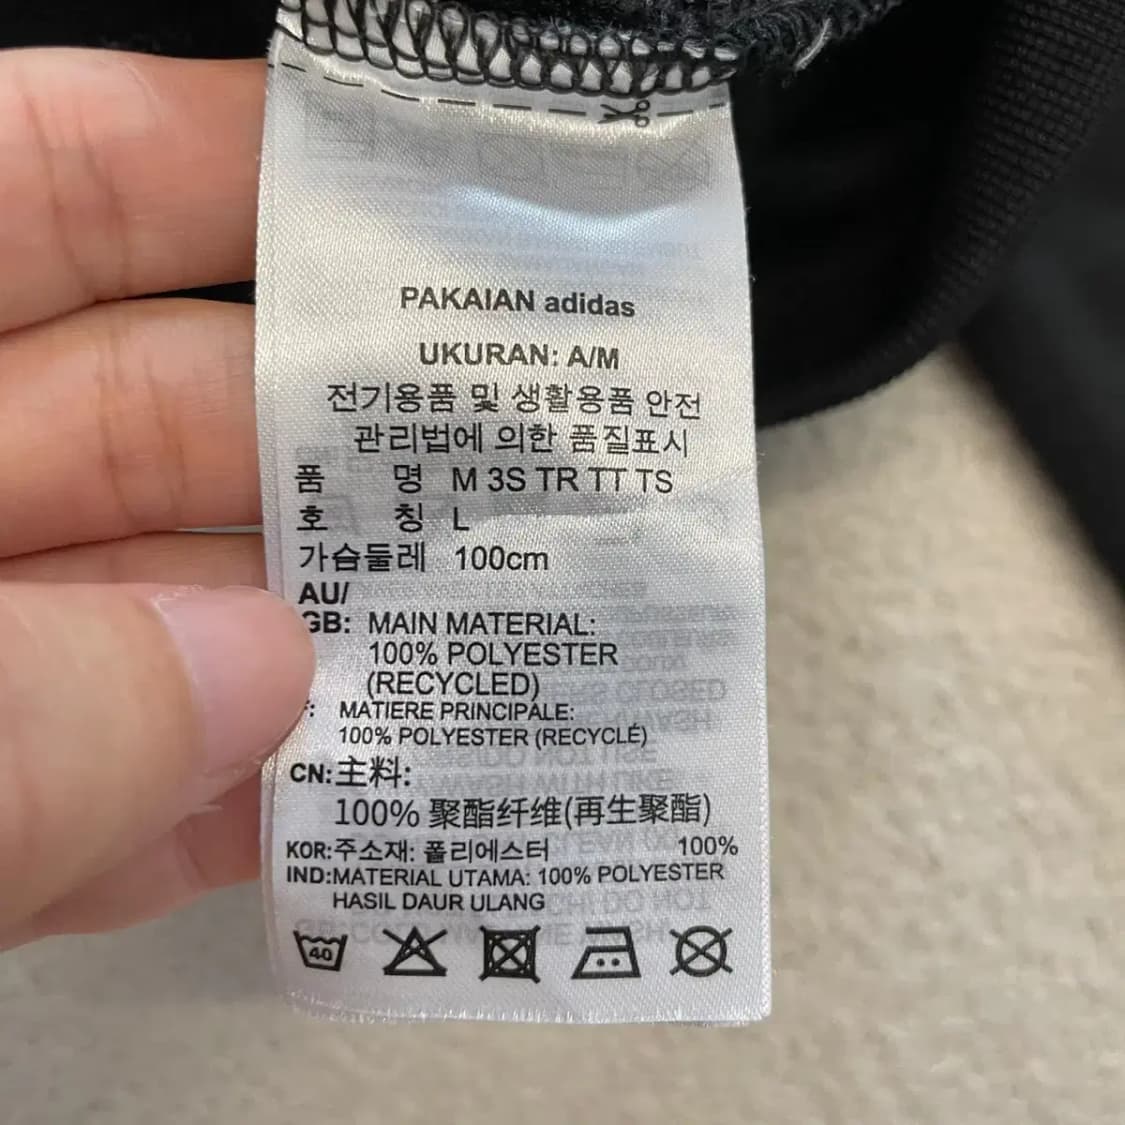 PAKAIAN adidas
UKURAN: A/M
전기용품 및 생활용품 안전
관리법에 의한 품질표시
품 명 M 3S TR TT TS
호 칭 L
가슴둘레 100cm
AU/
GB: MAIN MATERIAL:
100% POLYESTER
(RECYCLED)
F: MATIERE PRINCIPALE:
100% POLYESTER (RECYCLÉ)
CN:主料:
100% 聚酯纤维(再生聚酯)
KOR:주소재: 폴리에스터 100%
IND:MATERIAL UTAMA: 100% POLYESTER
HASIL DAUR ULANG
40